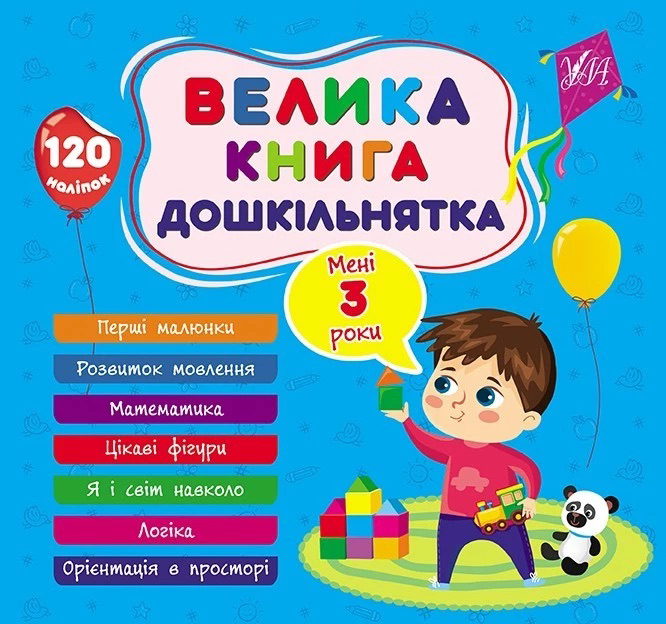 УЛА
ВЕЛИКА
КНИГА
ДОШКІЛЬНЯТКА
120
наліпок
Мені
3
роки
Перші малюнки
Розвиток мовлення
Математика
Цікаві фігури
Я і світ навколо
Логіка
Орієнтація в просторі